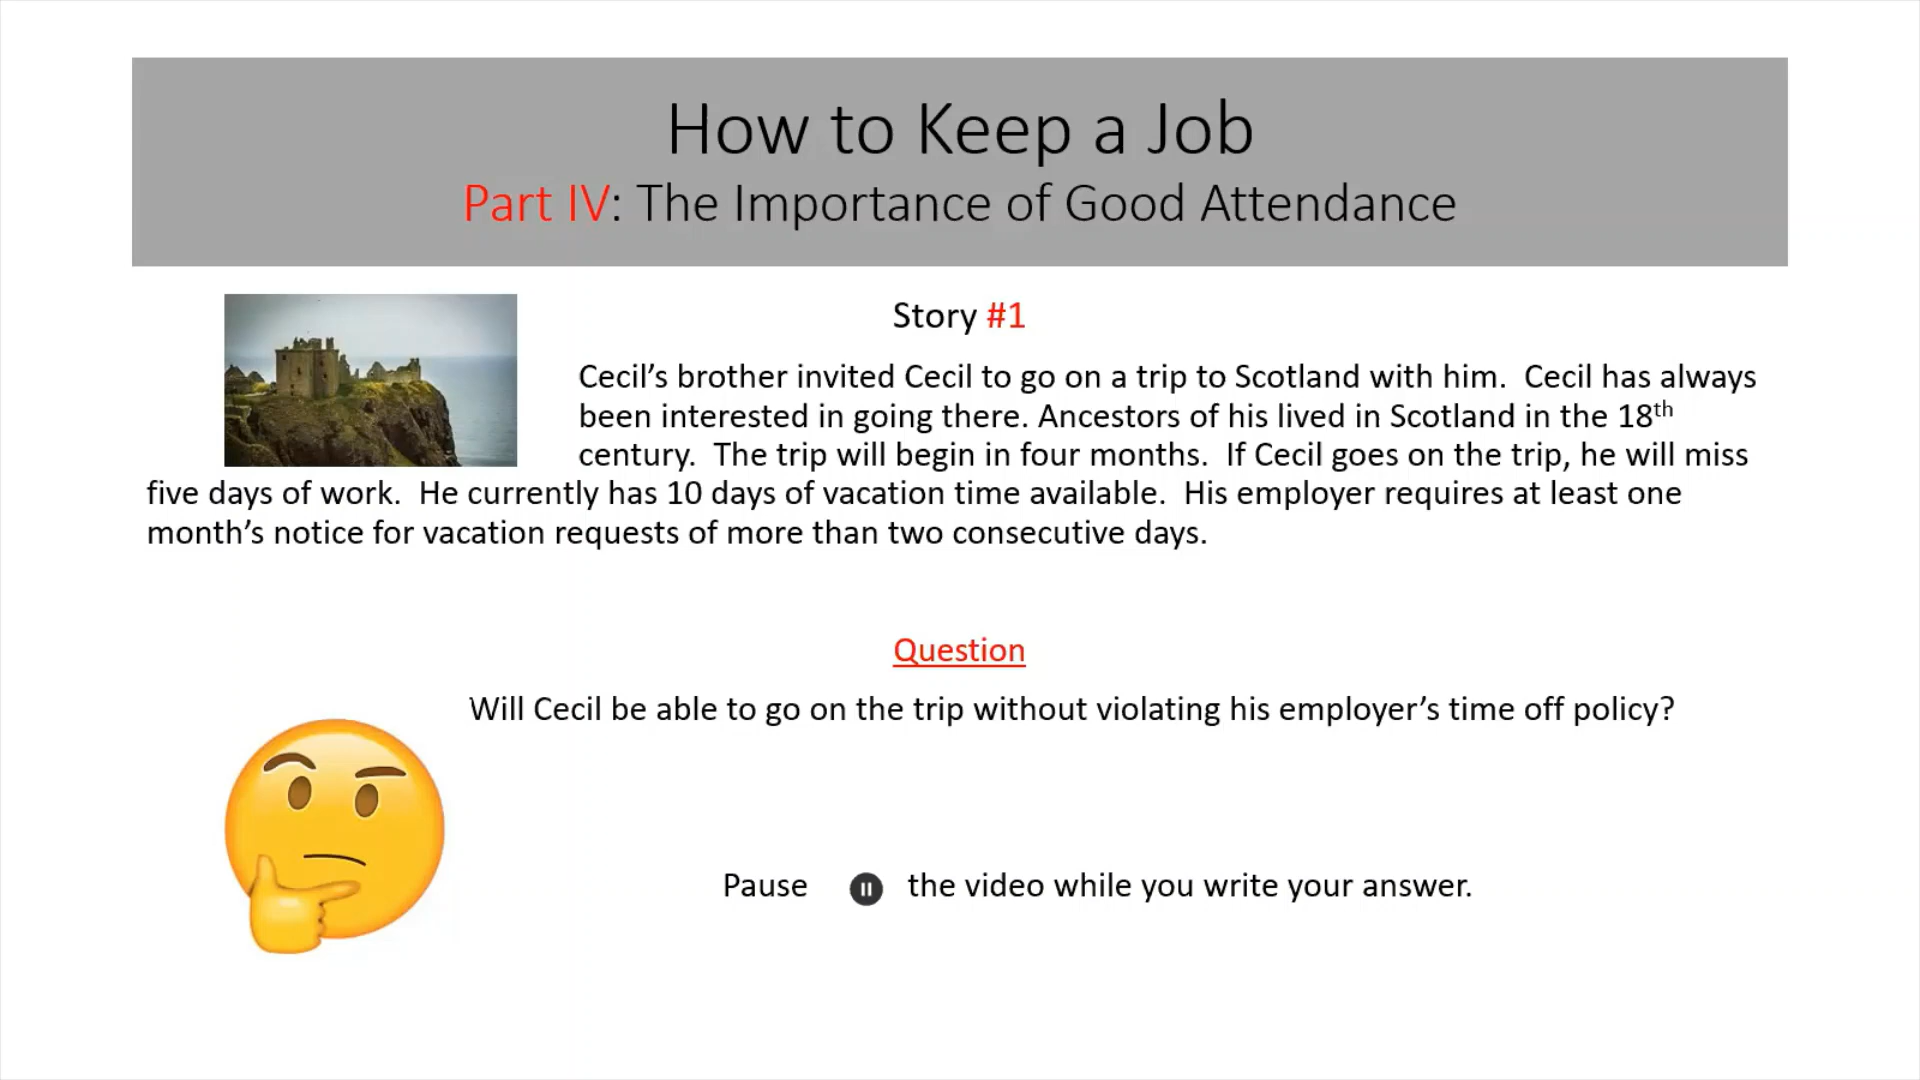 How to Keep a Job
Part IV: The Importance of Good Attendance
Story #1
Cecil’s brother invited Cecil to go on a trip to Scotland with him.  Cecil has always
been interested in going there. Ancestors of his lived in Scotland in the 18th
century.  The trip will begin in four months.  If Cecil goes on the trip, he will miss
five days of work.  He currently has 10 days of vacation time available.  His employer requires at least one
month’s notice for vacation requests of more than two consecutive days.
Question
Will Cecil be able to go on the trip without violating his employer’s time off policy?
Pause the video while you write your answer.